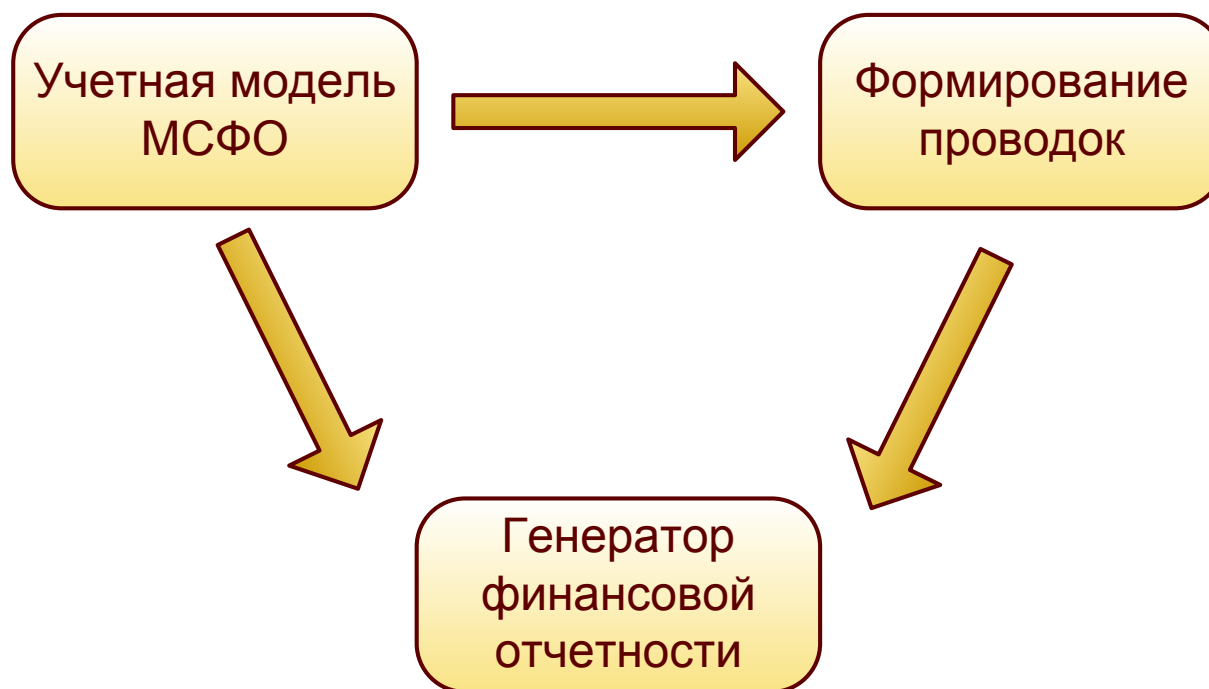 Учетная модель
МСФО
Формирование
проводок
Генератор
финансовой
отчетности